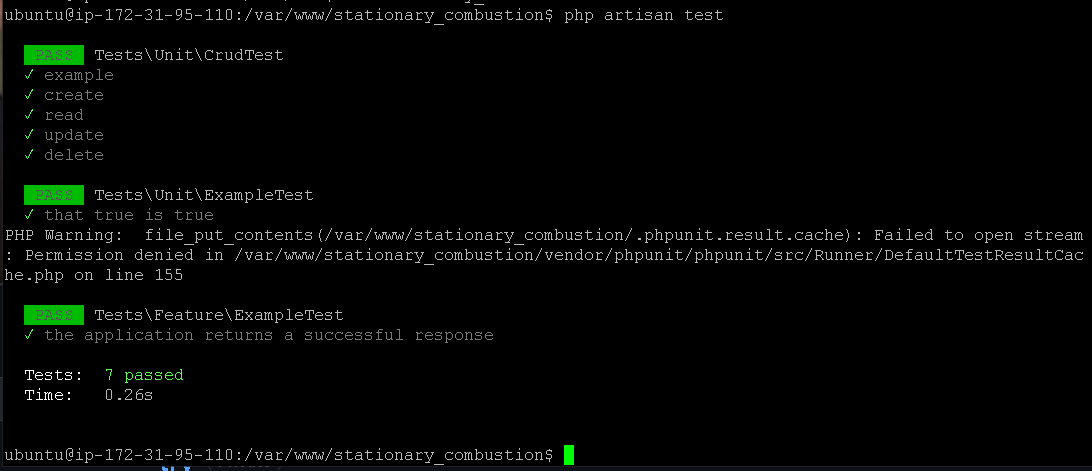 ubuntu@ip-172-31-95-110:/var/www/stationary_combustion$ php artisan test
PASS Tests\Unit\CrudTest
✓ example
✓ create
✓ read
✓ update
✓ delete
PASS Tests\Unit\ExampleTest
✓ that true is true
PHP Warning:  file_put_contents(/var/www/stationary_combustion/.phpunit.result.cache): Failed to open stream
: Permission denied in /var/www/stationary_combustion/vendor/phpunit/phpunit/src/Runner/DefaultTestResultCac
he.php on line 155
PASS Tests\Feature\ExampleTest
✓ the application returns a successful response
Tests:  7 passed
Time:   0.26s
ubuntu@ip-172-31-95-110:/var/www/stationary_combustion$